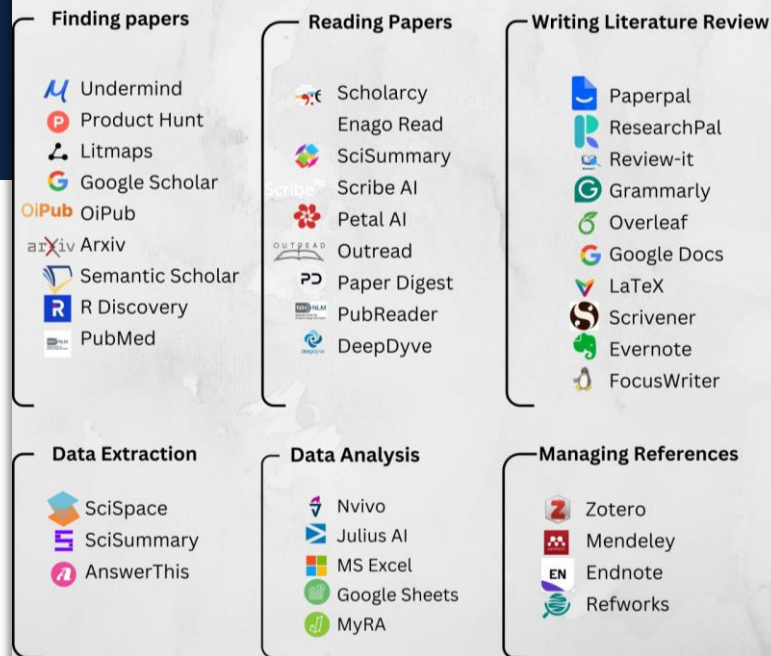 Finding papers
Undermind
Product Hunt
Litmaps
Google Scholar
OiPub OiPub
arXiv Arxiv
Semantic Scholar
R Discovery
PubMed
Reading Papers
Scholarcy
Enago Read
SciSummary
Scribe Scribe AI
Petal AI
OUTREAD Outread
Paper Digest
PubReader
DeepDyve
Writing Literature Review
Paperpal
ResearchPal
Review-it
Grammarly
Overleaf
Google Docs
LaTeX
Scrivener
Evernote
FocusWriter
Data Extraction
SciSpace
SciSummary
AnswerThis
Data Analysis
Nvivo
Julius AI
MS Excel
Google Sheets
MyRA
Managing References
Z Zotero
Mendeley
EN Endnote
Refworks